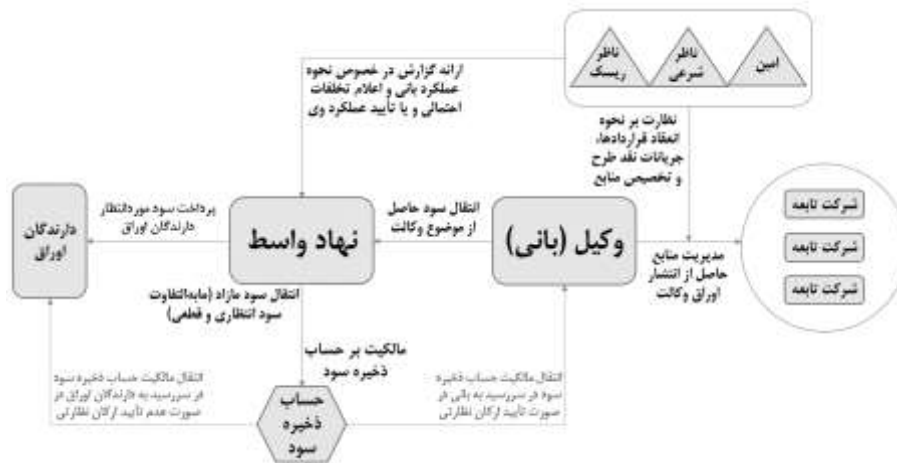 ناظر
ریسک
ناظر
شرعی
امین
ارائه گزارش در خصوص نحوه
عملکرد بانی و اعلام تخلفات
احتمالی و یا تأیید عملکرد وی
نظارت بر نحوه
انعقاد قراردادها،
جریانات نقد طرح
و تخصیص منابع
شرکت تابعه
شرکت تابعه
شرکت تابعه
مدیریت منابع
حاصل از انتشار
اوراق وکالت
وکیل (بانی)
انتقال سود حاصل
از موضوع وکالت
نهاد واسط
پرداخت سود موردانتظار
دارندگان اوراق
دارندگان
اوراق
انتقال سود مازاد (مابه‌التفاوت
سود انتظاری و قطعی)
مالکیت بر حساب
ذخیره سود
انتقال مالکیت حساب ذخیره
سود در سررسید به بانی در
صورت تأیید ارکان نظارتی
انتقال مالکیت حساب ذخیره سود
در سررسید به دارندگان اوراق در
صورت عدم تأیید ارکان نظارتی
حساب
ذخیره
سود